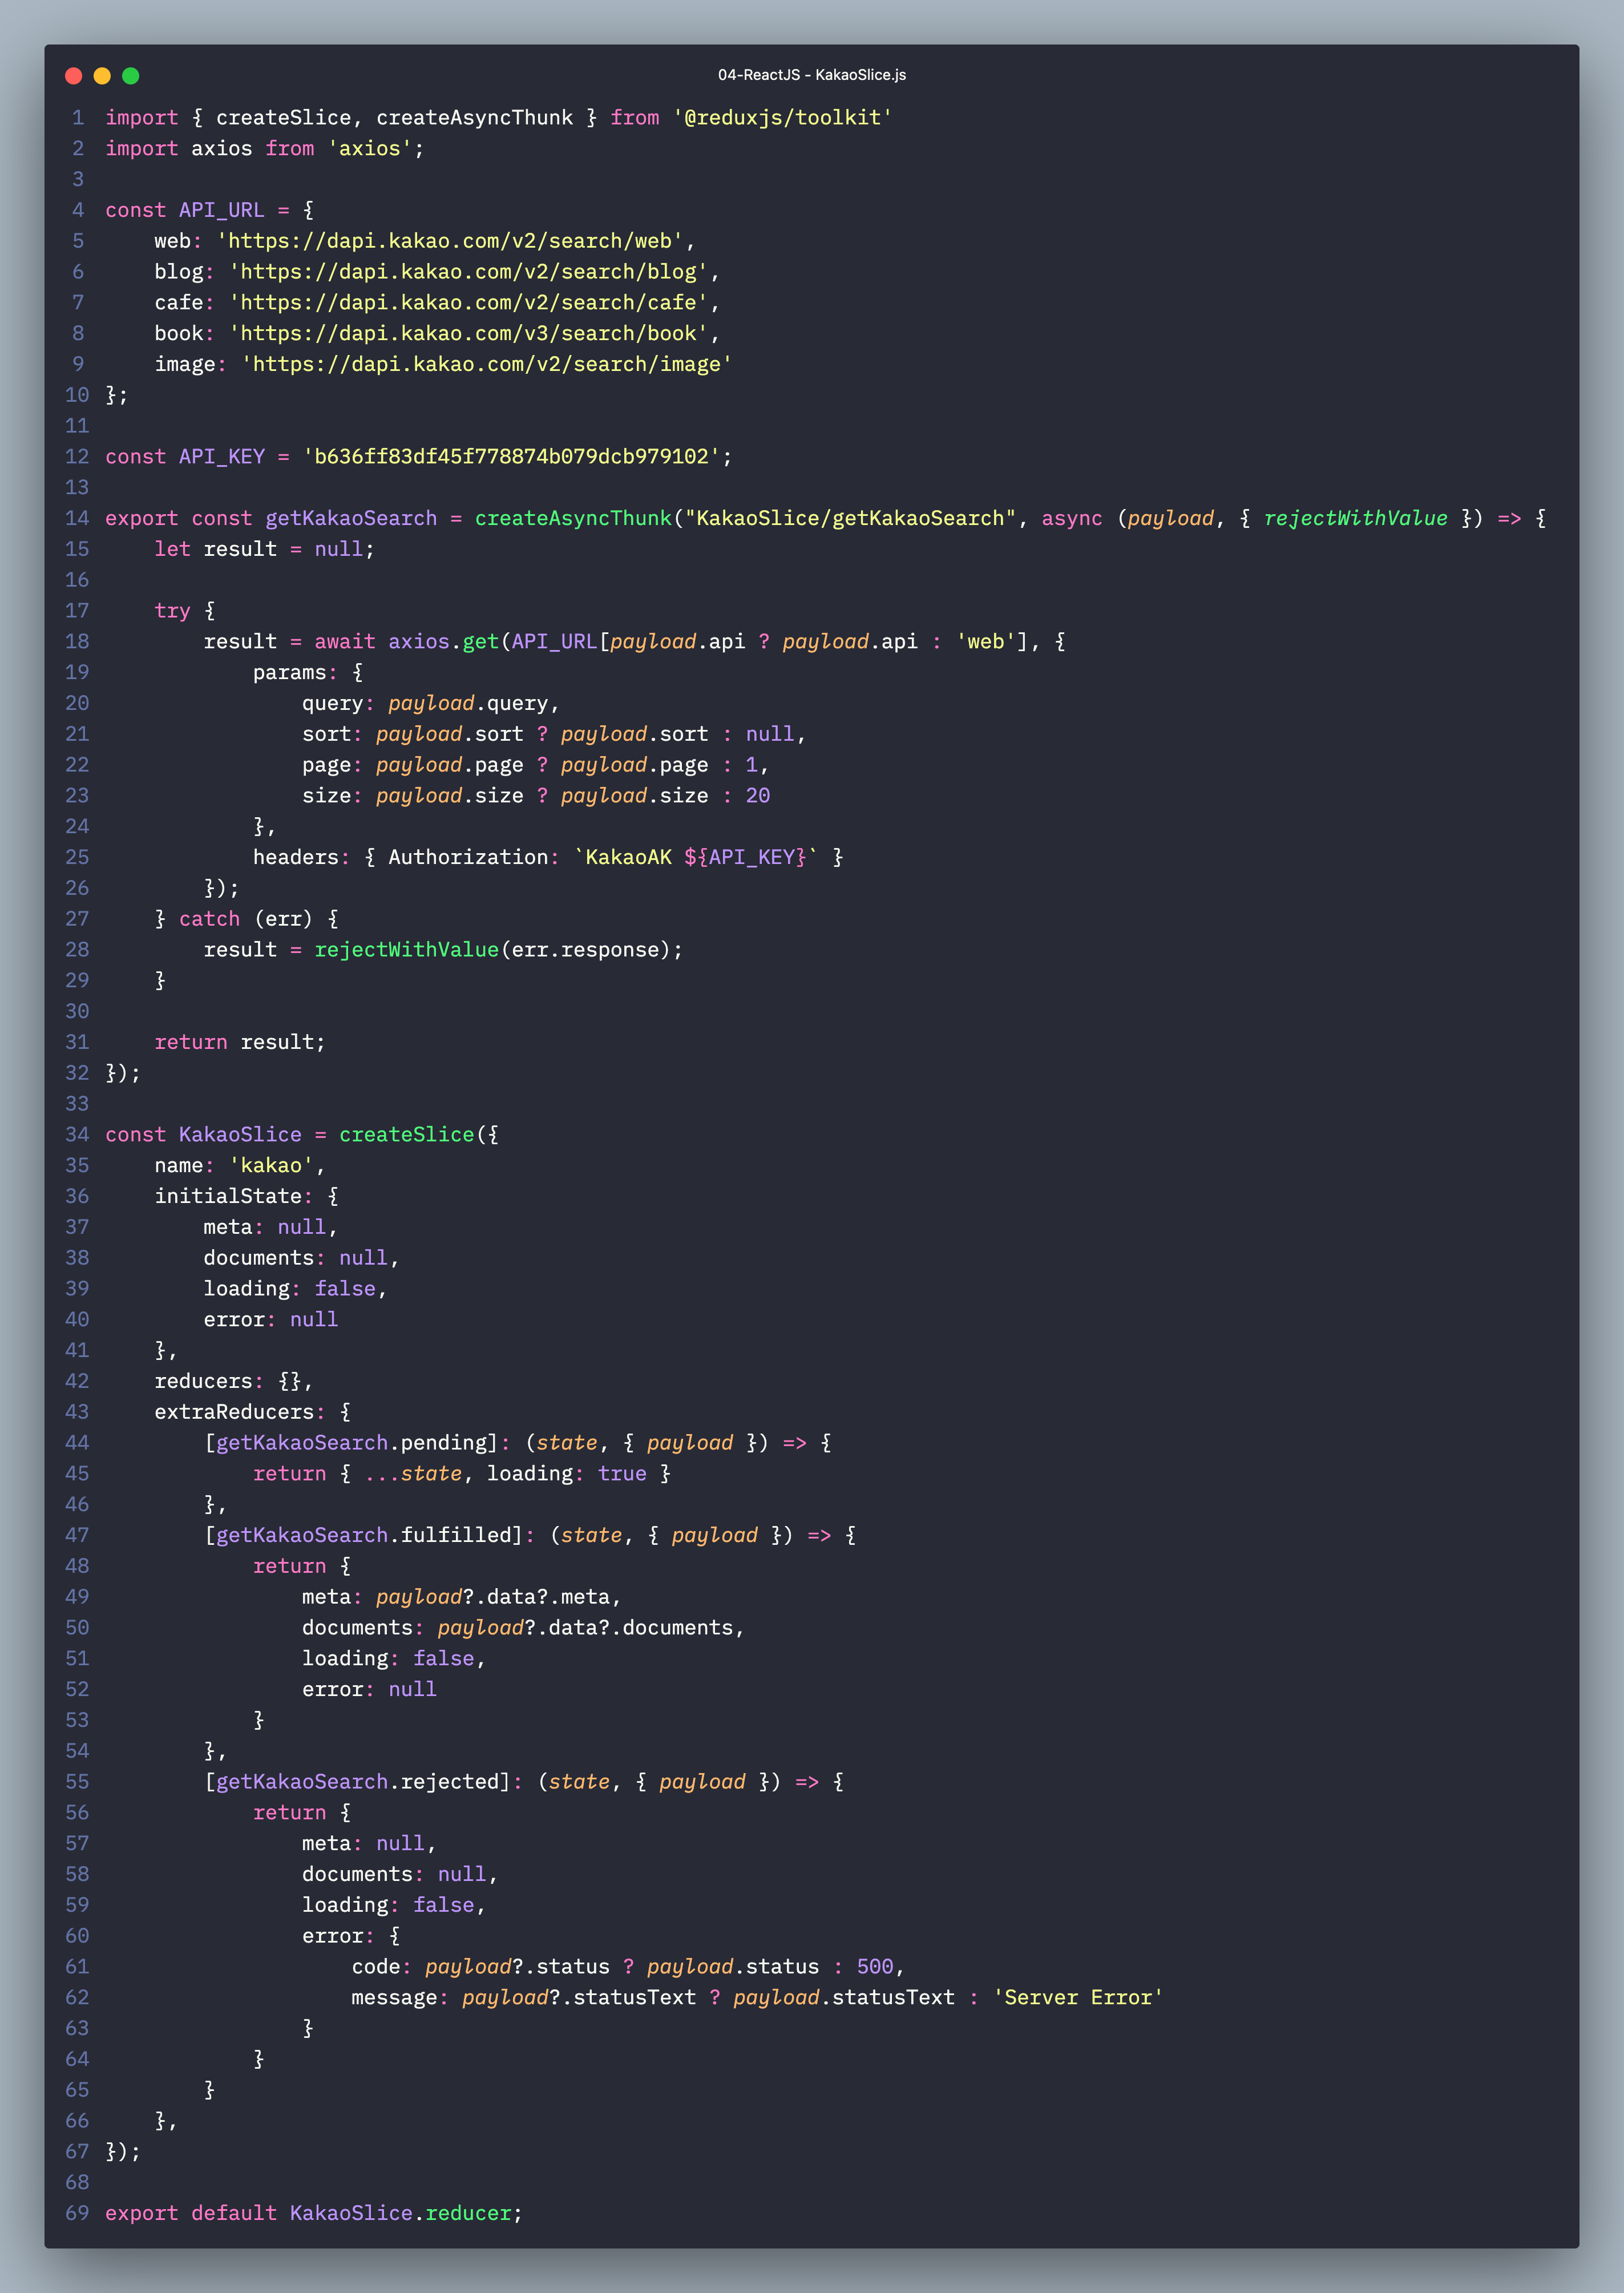 04-ReactJS - KakaoSlice.js
1 import { createSlice, createAsyncThunk } from '@reduxjs/toolkit'
2 import axios from 'axios';
3
4 const API_URL = {
5     web: 'https://dapi.kakao.com/v2/search/web',
6     blog: 'https://dapi.kakao.com/v2/search/blog',
7     cafe: 'https://dapi.kakao.com/v2/search/cafe',
8     book: 'https://dapi.kakao.com/v3/search/book',
9     image: 'https://dapi.kakao.com/v2/search/image'
10 };
11
12 const API_KEY = 'b636ff83df45f778874b079dcb979102';
13
14 export const getKakaoSearch = createAsyncThunk("KakaoSlice/getKakaoSearch", async (payload, { rejectWithValue }) => {
15     let result = null;
16
17     try {
18         result = await axios.get(API_URL[payload.api ? payload.api : 'web'], {
19             params: {
20                 query: payload.query,
21                 sort: payload.sort ? payload.sort : null,
22                 page: payload.page ? payload.page : 1,
23                 size: payload.size ? payload.size : 20
24             },
25             headers: { Authorization: `KakaoAK ${API_KEY}` }
26         });
27     } catch (err) {
28         result = rejectWithValue(err.response);
29     }
30
31     return result;
32 });
33
34 const KakaoSlice = createSlice({
35     name: 'kakao',
36     initialState: {
37         meta: null,
38         documents: null,
39         loading: false,
40         error: null
41     },
42     reducers: {},
43     extraReducers: {
44         [getKakaoSearch.pending]: (state, { payload }) => {
45             return { ...state, loading: true }
46         },
47         [getKakaoSearch.fulfilled]: (state, { payload }) => {
48             return {
49                 meta: payload?.data?.meta,
50                 documents: payload?.data?.documents,
51                 loading: false,
52                 error: null
53             }
54         },
55         [getKakaoSearch.rejected]: (state, { payload }) => {
56             return {
57                 meta: null,
58                 documents: null,
59                 loading: false,
60                 error: {
61                     code: payload?.status ? payload.status : 500,
62                     message: payload?.statusText ? payload.statusText : 'Server Error'
63                 }
64             }
65         }
66     },
67 });
68
69 export default KakaoSlice.reducer;